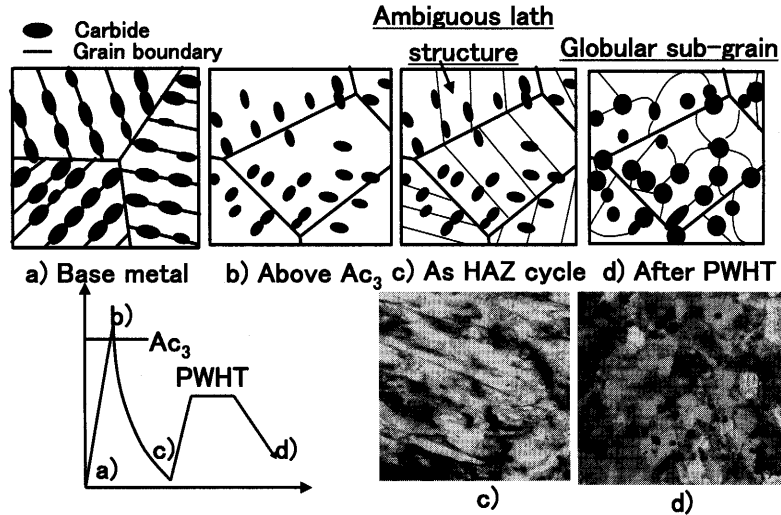 Ambiguous lath
structure
Globular sub-grain
Carbide
Grain boundary
a) Base metal
b) Above Ac₃
c) As HAZ cycle
d) After PWHT
b)
Ac₃
PWHT
c)
d)
a)
c)
d)